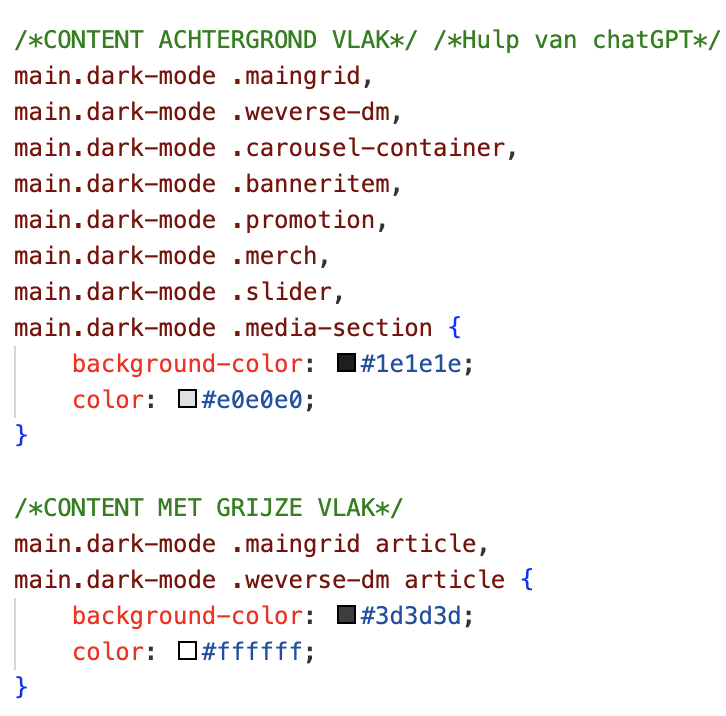 /*CONTENT ACHTERGROND VLAK*/ /*Hulp van chatGPT*/
main.dark-mode .maingrid,
main.dark-mode .weverse-dm,
main.dark-mode .carousel-container,
main.dark-mode .banneritem,
main.dark-mode .promotion,
main.dark-mode .merch,
main.dark-mode .slider,
main.dark-mode .media-section {
    background-color: #1e1e1e;
    color: #e0e0e0;
}

/*CONTENT MET GRIJZE VLAK*/
main.dark-mode .maingrid article,
main.dark-mode .weverse-dm article {
    background-color: #3d3d3d;
    color: #ffffff;
}